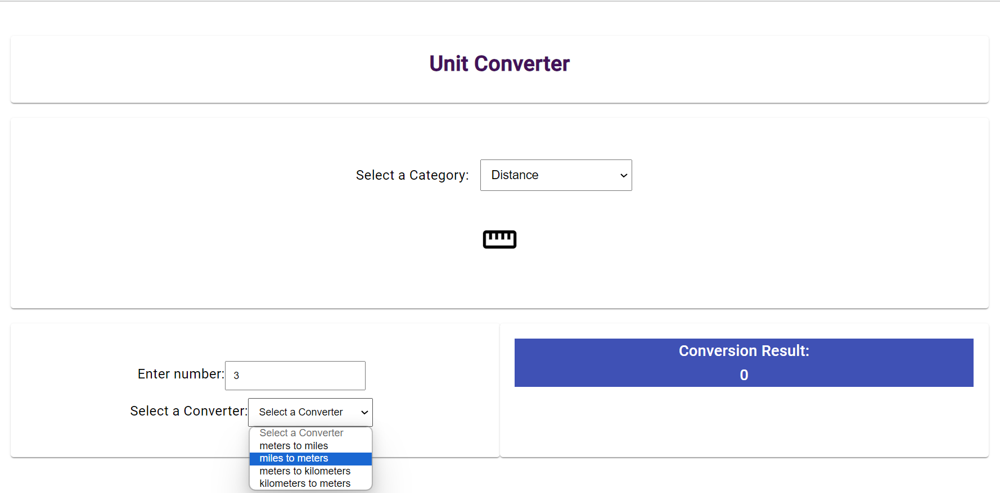 Unit Converter
Select a Category: Distance
Enter number: 3
Select a Converter: Select a Converter
Select a Converter
meters to miles
miles to meters
meters to kilometers
kilometers to meters
Conversion Result:
0